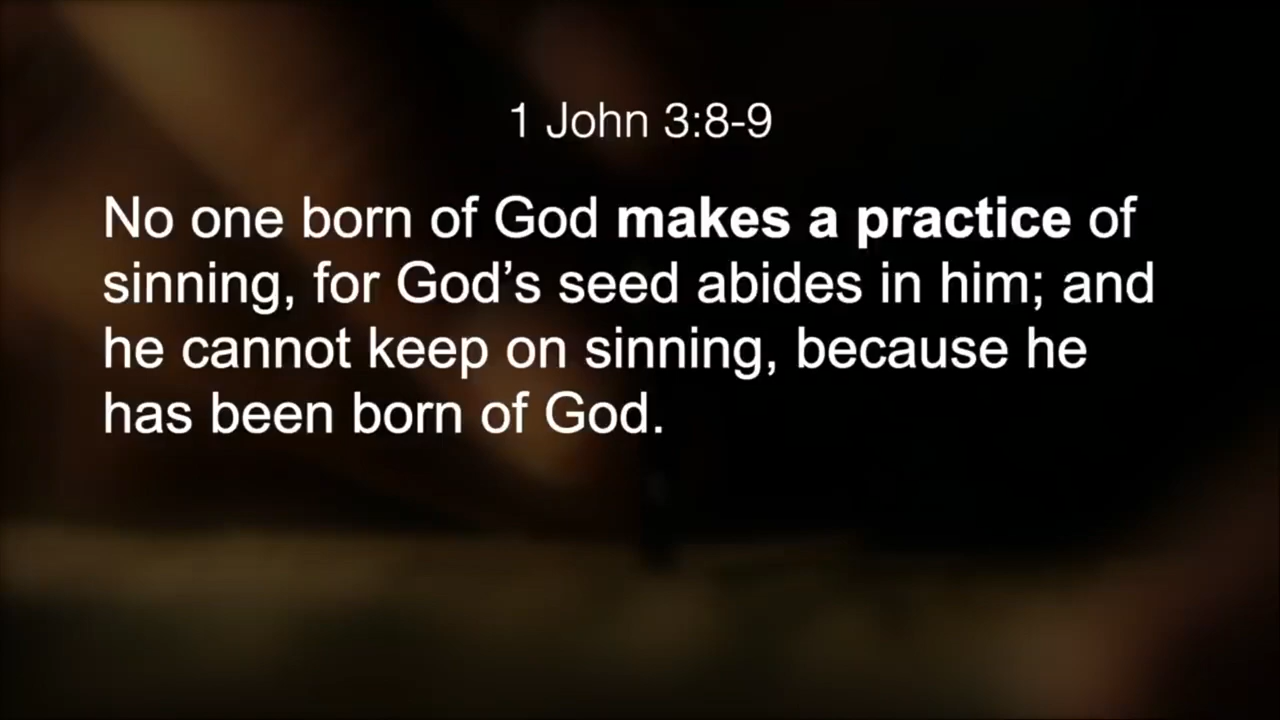 1 John 3:8-9
No one born of God makes a practice of
sinning, for God’s seed abides in him; and
he cannot keep on sinning, because he
has been born of God.